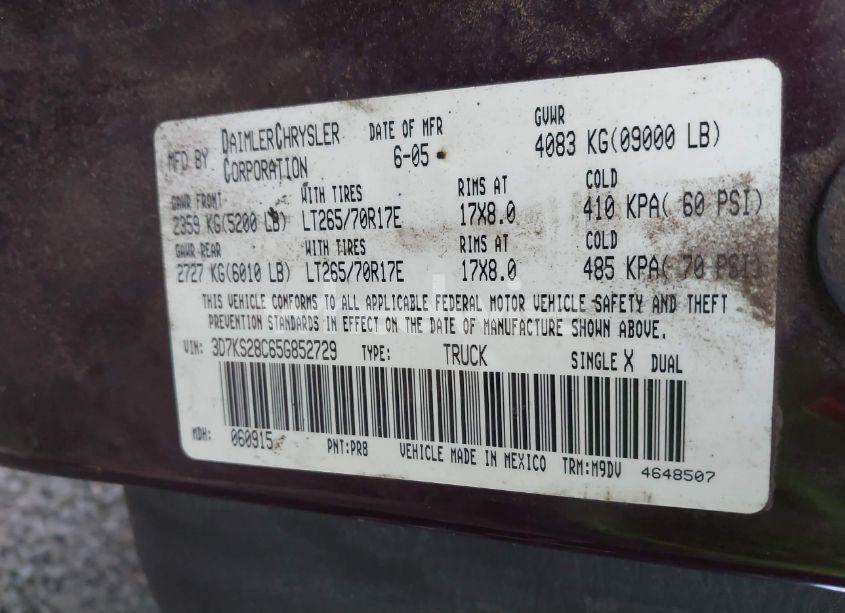 MFD BY DAIMLERCHRYSLER CORPORATION DATE OF MFR 6-05 GVWR 4083 KG(09000 LB)
GAWR FRONT WITH TIRES RIMS AT COLD
2359 KG(5200 LB) LT265/70R17E 17X8.0 410 KPA( 60 PSI)
GAWR REAR WITH TIRES RIMS AT COLD
2727 KG(6010 LB) LT265/70R17E 17X8.0 485 KPA( 70 PSI)
THIS VEHICLE CONFORMS TO ALL APPLICABLE FEDERAL MOTOR VEHICLE SAFETY AND THEFT
PREVENTION STANDARDS IN EFFECT ON THE DATE OF MANUFACTURE SHOWN ABOVE.
VIN: 3D7KS28C65G852729 TYPE: TRUCK SINGLE X DUAL
MDH: 060915 PNT:PR8 VEHICLE MADE IN MEXICO TRM:M9DV 4648507